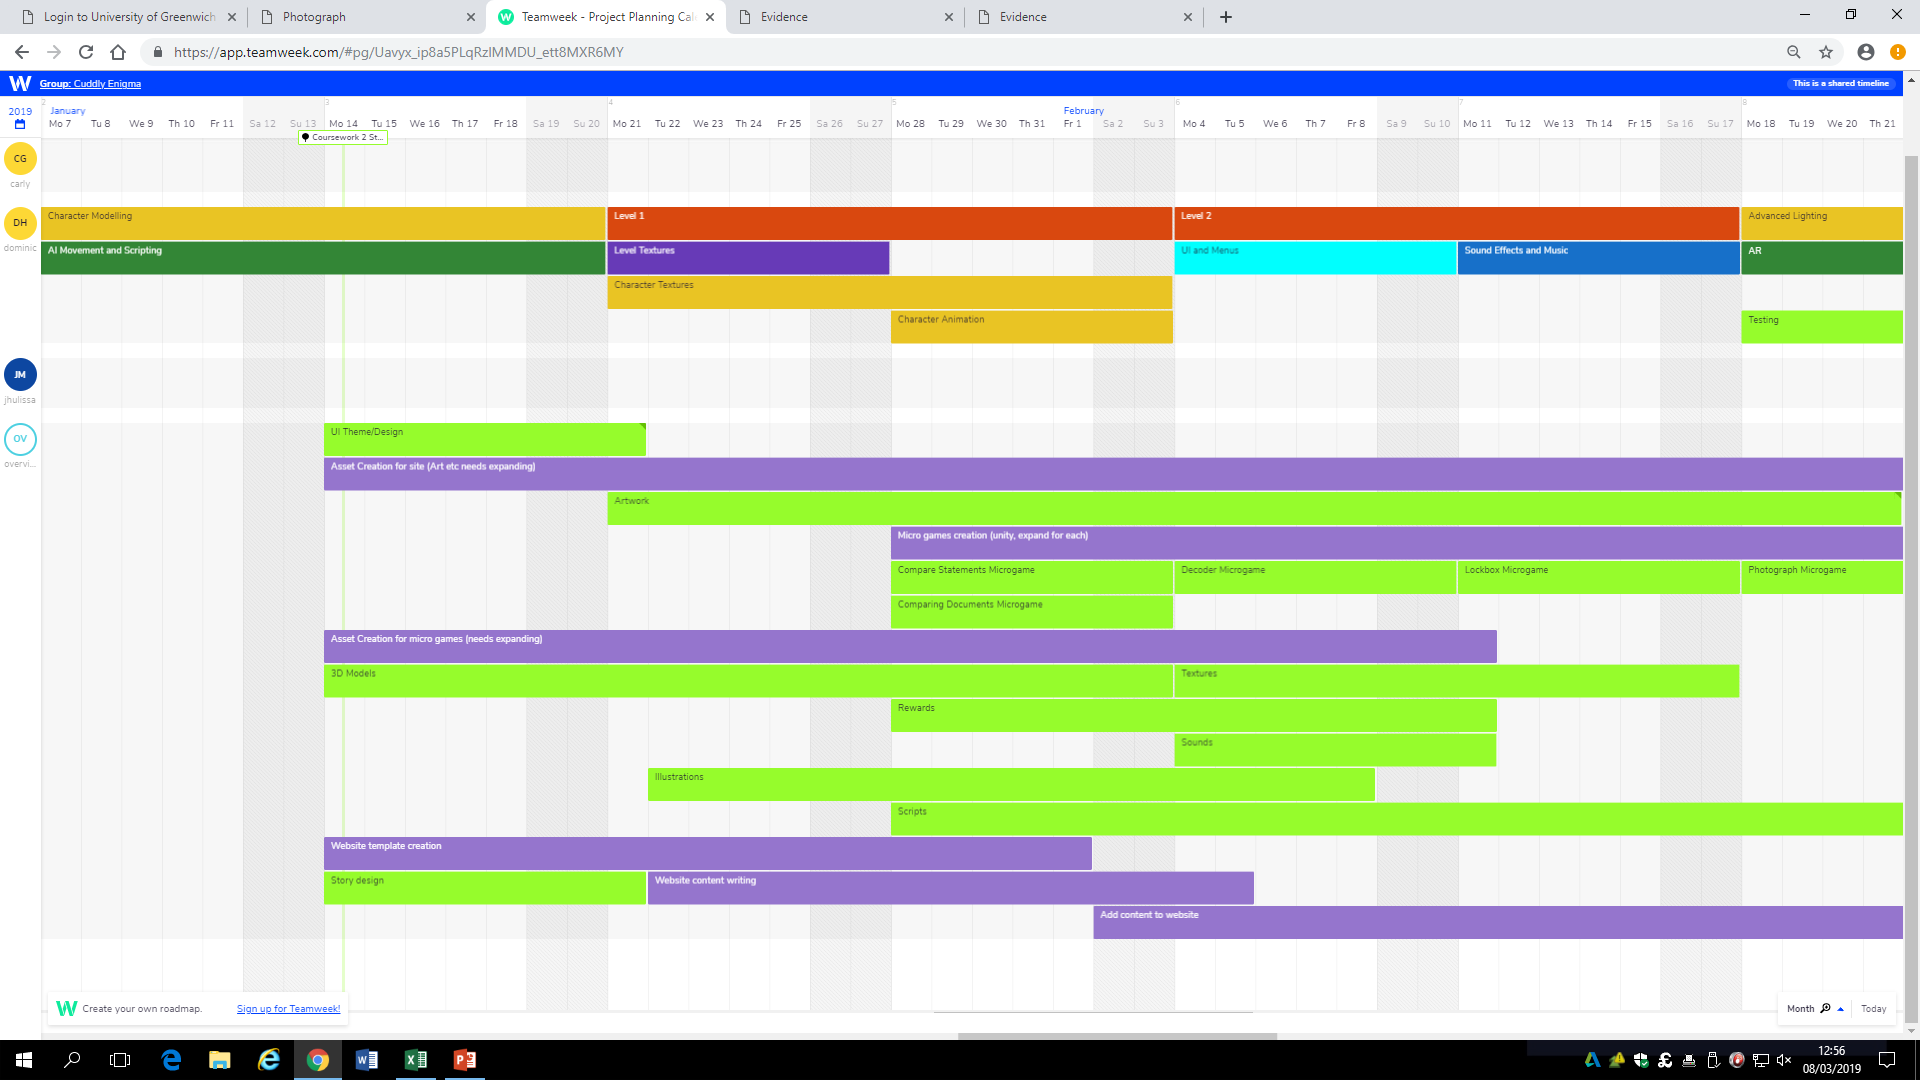 Login to University of Greenwich
Photograph
Teamweek - Project Planning Cal
Evidence
Evidence
https://app.teamweek.com/#pg/Uavyx_ip8a5PLqRzlMMDU_ett8MXR6MY
Group: Cuddly Enigma
This is a shared timeline
2 3 4 5 6 7 8
2019 January February
Mo 7 Tu 8 We 9 Th 10 Fr 11 Sa 12 Su 13 Mo 14 Tu 15 We 16 Th 17 Fr 18 Sa 19 Su 20 Mo 21 Tu 22 We 23 Th 24 Fr 25 Sa 26 Su 27 Mo 28 Tu 29 We 30 Th 31 Fr 1 Sa 2 Su 3 Mo 4 Tu 5 We 6 Th 7 Fr 8 Sa 9 Su 10 Mo 11 Tu 12 We 13 Th 14 Fr 15 Sa 16 Su 17 Mo 18 Tu 19 We 20 Th 21
Coursework 2 St...
CG
carly
DH
dominic
Character Modelling Level 1 Level 2 Advanced Lighting
AI Movement and Scripting Level Textures UI and Menus Sound Effects and Music AR
Character Textures
Character Animation Testing
JM
jhulissa
OV
overvi...
UI Theme/Design
Asset Creation for site (Art etc needs expanding)
Artwork
Micro games creation (unity, expand for each)
Compare Statements Microgame Decoder Microgame Lockbox Microgame Photograph Microgame
Comparing Documents Microgame
Asset Creation for micro games (needs expanding)
3D Models Textures
Rewards
Sounds
Illustrations
Scripts
Website template creation
Story design Website content writing
Add content to website
Create your own roadmap. Sign up for Teamweek!
Month Today
12:56
08/03/2019